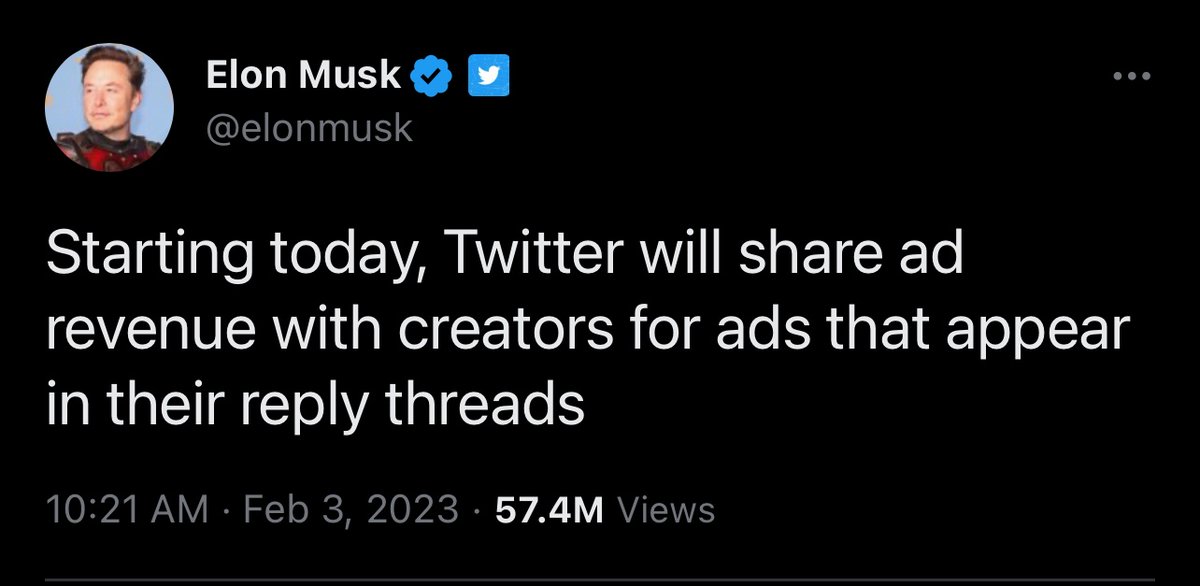 Elon Musk
@elonmusk
Starting today, Twitter will share ad
revenue with creators for ads that appear
in their reply threads
10:21 AM · Feb 3, 2023 · 57.4M Views